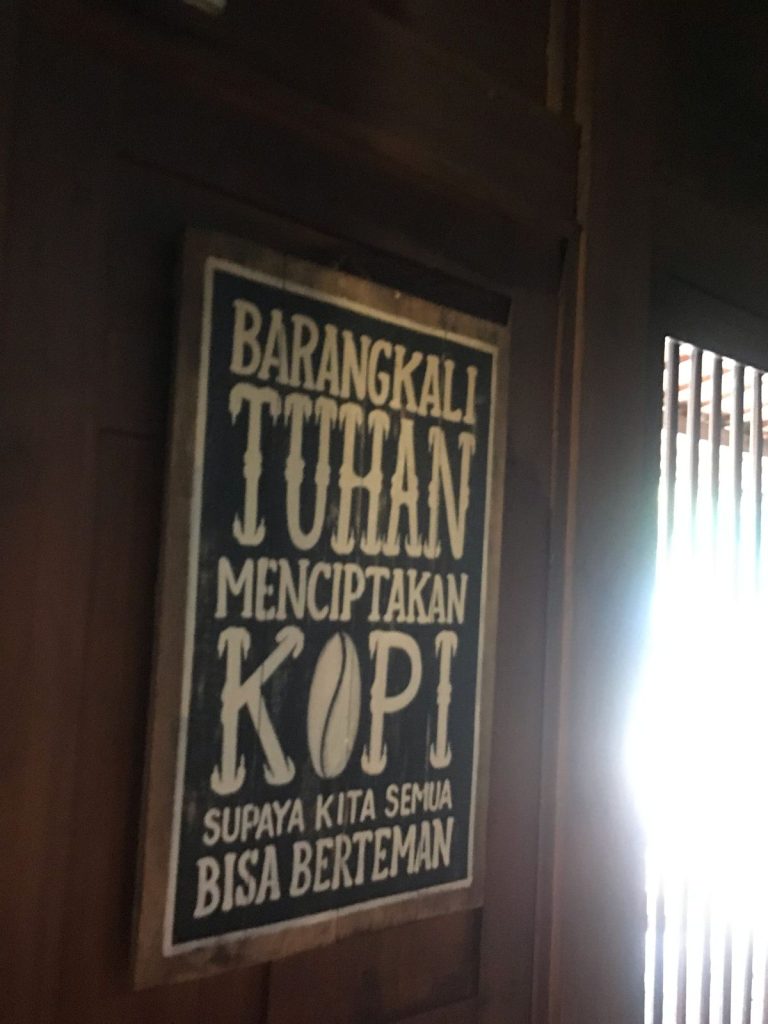 BARANGKALI
TUHAN
MENCIPTAKAN
KOPI
SUPAYA KITA SEMUA
BISA BERTEMAN